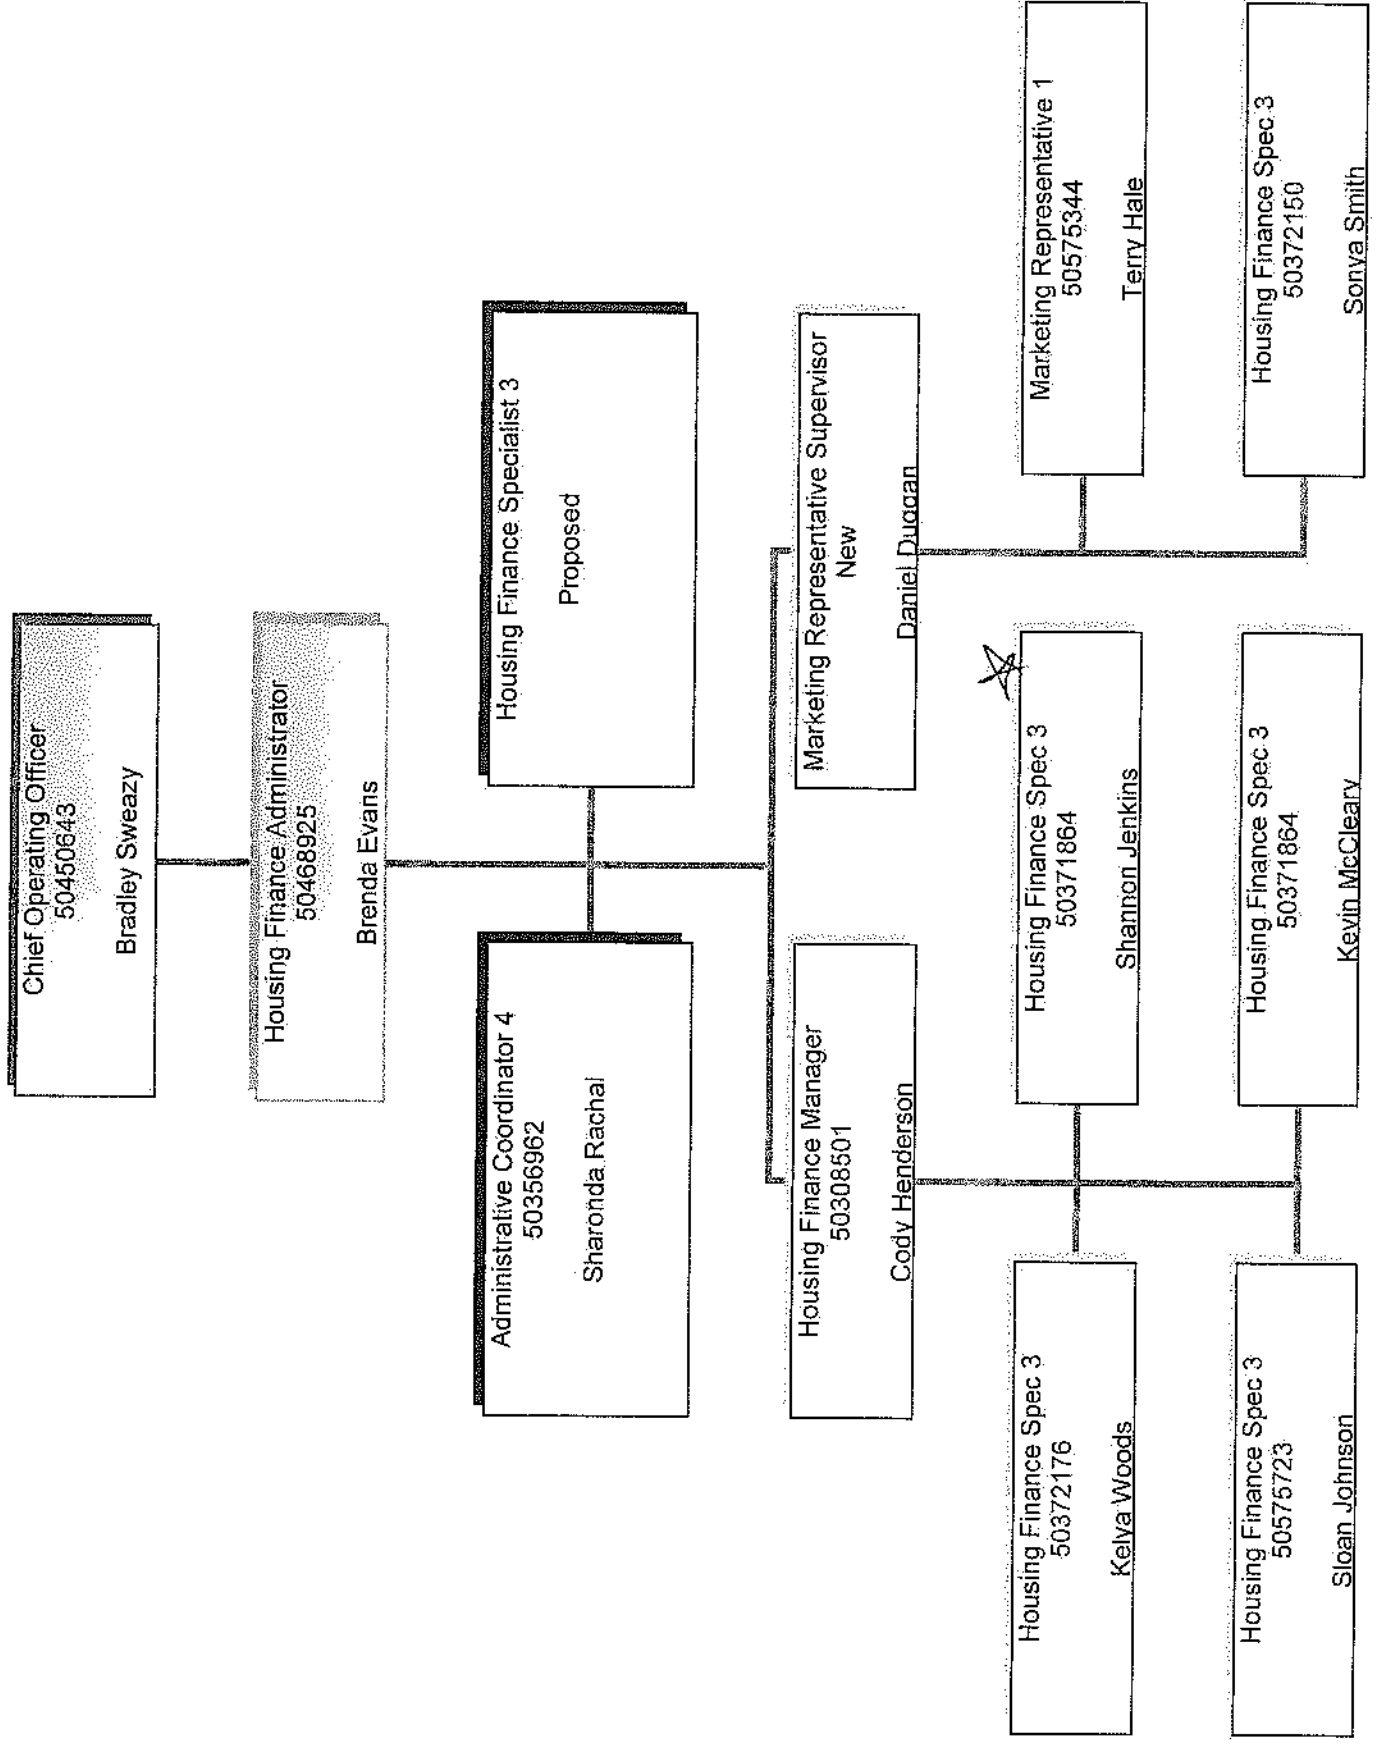 Chief Operating Officer
50450643
Bradley Sweazy
Housing Finance Administrator
50468925
Brenda Evans
Administrative Coordinator 4
50356962
Sharonda Rachal
Housing Finance Specialist 3
Proposed
Housing Finance Manager
50308501
Cody Henderson
Marketing Representative Supervisor
New
Daniel Duggan
Housing Finance Spec 3
50372176
Kelya Woods
Housing Finance Spec 3
50371864
Shannon Jenkins
Marketing Representative 1
50575344
Terry Hale
Housing Finance Spec 3
50575723
Sloan Johnson
Housing Finance Spec 3
50371864
Kevin McCleary
Housing Finance Spec 3
50372150
Sonya Smith